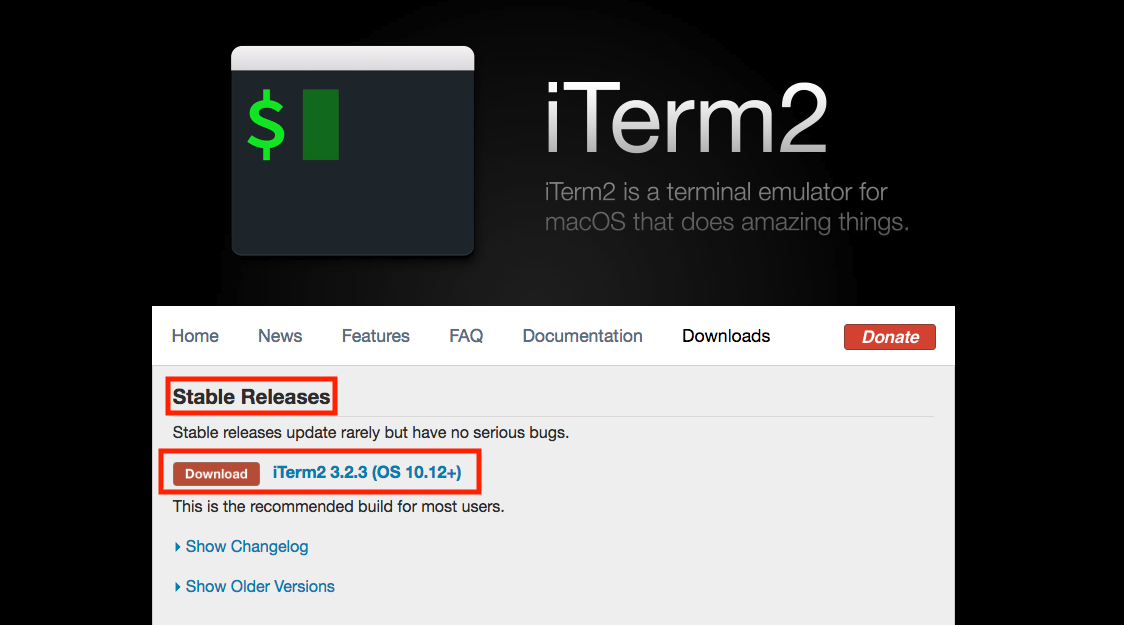 $
iTerm2
iTerm2 is a terminal emulator for
macOS that does amazing things.
Home News Features FAQ Documentation Downloads Donate
Stable Releases
Stable releases update rarely but have no serious bugs.
Download iTerm2 3.2.3 (OS 10.12+)
This is the recommended build for most users.
Show Changelog
Show Older Versions